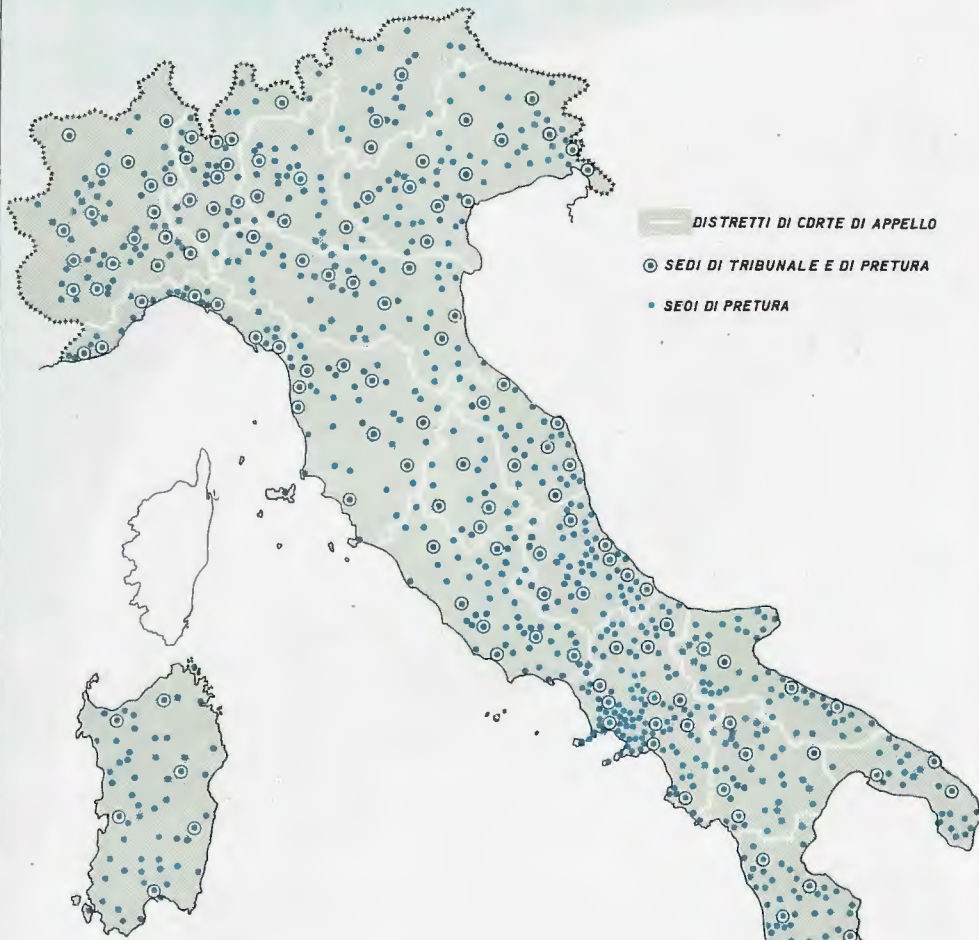 DISTRETTI DI CORTE DI APPELLO
SEDI DI TRIBUNALE E DI PRETURA
SEDI DI PRETURA